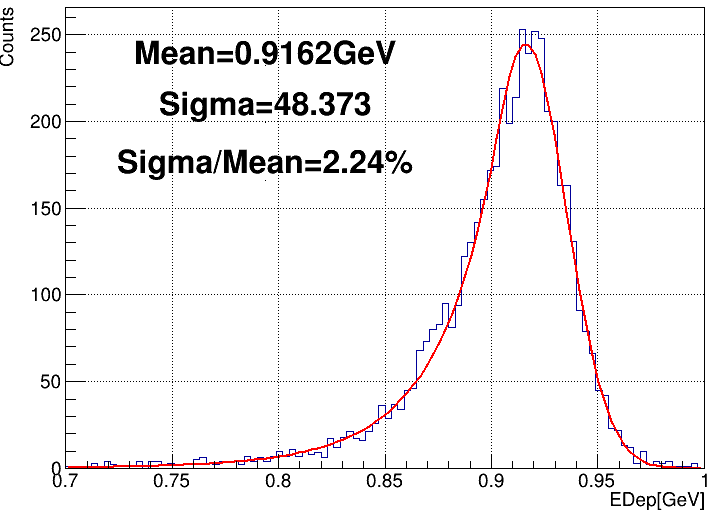 Counts
250
200
150
100
50
0
Mean=0.9162GeV
Sigma=48.373
Sigma/Mean=2.24%
0.7 0.75 0.8 0.85 0.9 0.95 1
EDep[GeV]